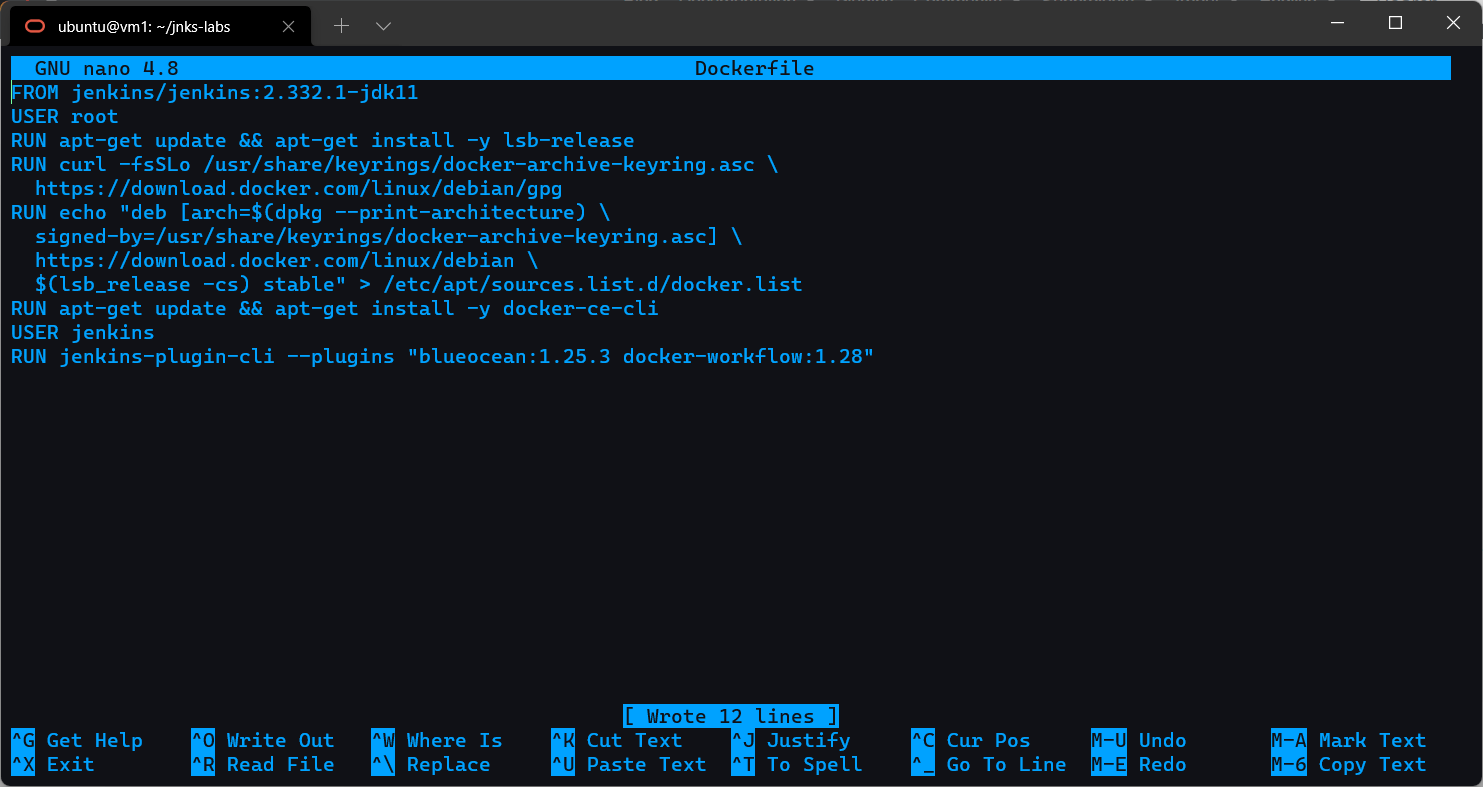 ubuntu@vm1: ~/jnks-labs
GNU nano 4.8 Dockerfile
FROM jenkins/jenkins:2.332.1-jdk11
USER root
RUN apt-get update && apt-get install -y lsb-release
RUN curl -fsSLo /usr/share/keyrings/docker-archive-keyring.asc \
  https://download.docker.com/linux/debian/gpg
RUN echo "deb [arch=$(dpkg --print-architecture) \
  signed-by=/usr/share/keyrings/docker-archive-keyring.asc] \
  https://download.docker.com/linux/debian \
  $(lsb_release -cs) stable" > /etc/apt/sources.list.d/docker.list
RUN apt-get update && apt-get install -y docker-ce-cli
USER jenkins
RUN jenkins-plugin-cli --plugins "blueocean:1.25.3 docker-workflow:1.28"
[ Wrote 12 lines ]
^G Get Help ^O Write Out ^W Where Is ^K Cut Text ^J Justify ^C Cur Pos M-U Undo M-A Mark Text
^X Exit ^R Read File ^\ Replace ^U Paste Text ^T To Spell ^_ Go To Line M-E Redo M-6 Copy Text